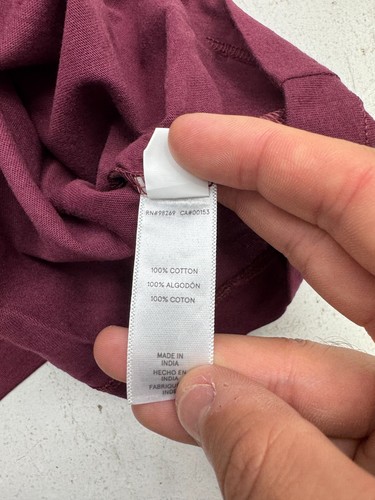 RN#98269 CA#00153
100% COTTON
100% ALGODÓN
100% COTON
MADE IN
INDIA
HECHO EN
INDIA